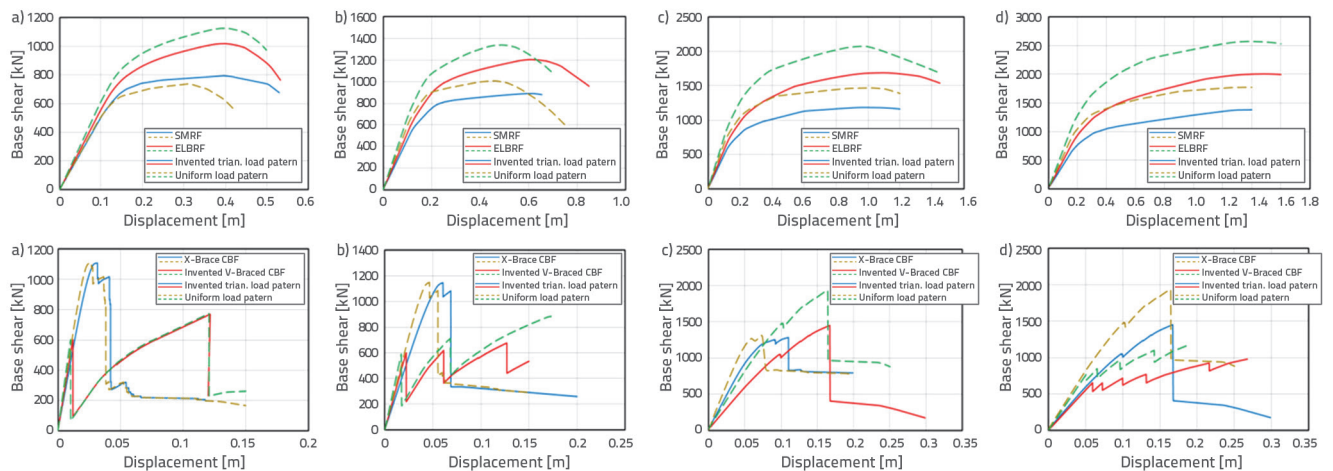 a)
1200
1000
800
600
400
200
0
0
0.1
0.2
0.3
0.4
0.5
0.6
Base shear [kN]
Displacement [m]
SMRF
ELBRF
Invented trian. load patern
Uniform load patern
b)
1600
1400
1200
1000
800
600
400
200
0
0
0.2
0.4
0.6
0.8
1.0
Base shear [kN]
Displacement [m]
SMRF
ELBRF
Invented trian. load patern
Uniform load patern
c)
2500
2000
1500
1000
500
0
0
0.2
0.4
0.6
0.8
1.0
1.2
1.4
1.6
Base shear [kN]
Displacement [m]
SMRF
ELBRF
Invented trian. load patern
Uniform load patern
d)
3000
2500
2000
1500
1000
500
0
0
0.2
0.4
0.6
0.8
1.0
1.2
1.4
1.6
1.8
Base shear [kN]
Displacement [m]
SMRF
ELBRF
Invented trian. load patern
Uniform load patern
a)
1200
1000
800
600
400
200
0
0
0.05
0.1
0.15
0.2
Base shear [kN]
Displacement [m]
X-Brace CBF
Invented V-Braced CBF
Invented trian. load patern
Uniform load patern
b)
1400
1200
1000
800
600
400
200
0
0
0.05
0.1
0.15
0.20
0.25
Base shear [kN]
Displacement [m]
X-Brace CBF
Invented V-Braced CBF
Invented trian. load patern
Uniform load patern
c)
2500
2000
1500
1000
500
0
0
0.05
0.1
0.15
0.2
0.25
0.3
0.35
Base shear [kN]
Displacement [m]
X-Brace CBF
Invented V-Braced CBF
Invented trian. load patern
Uniform load patern
d)
2500
2000
1500
1000
500
0
0
0.05
0.1
0.15
0.2
0.25
0.3
0.35
Base shear [kN]
Displacement [m]
X-Brace CBF
Invented V-Braced CBF
Invented trian. load patern
Uniform load patern